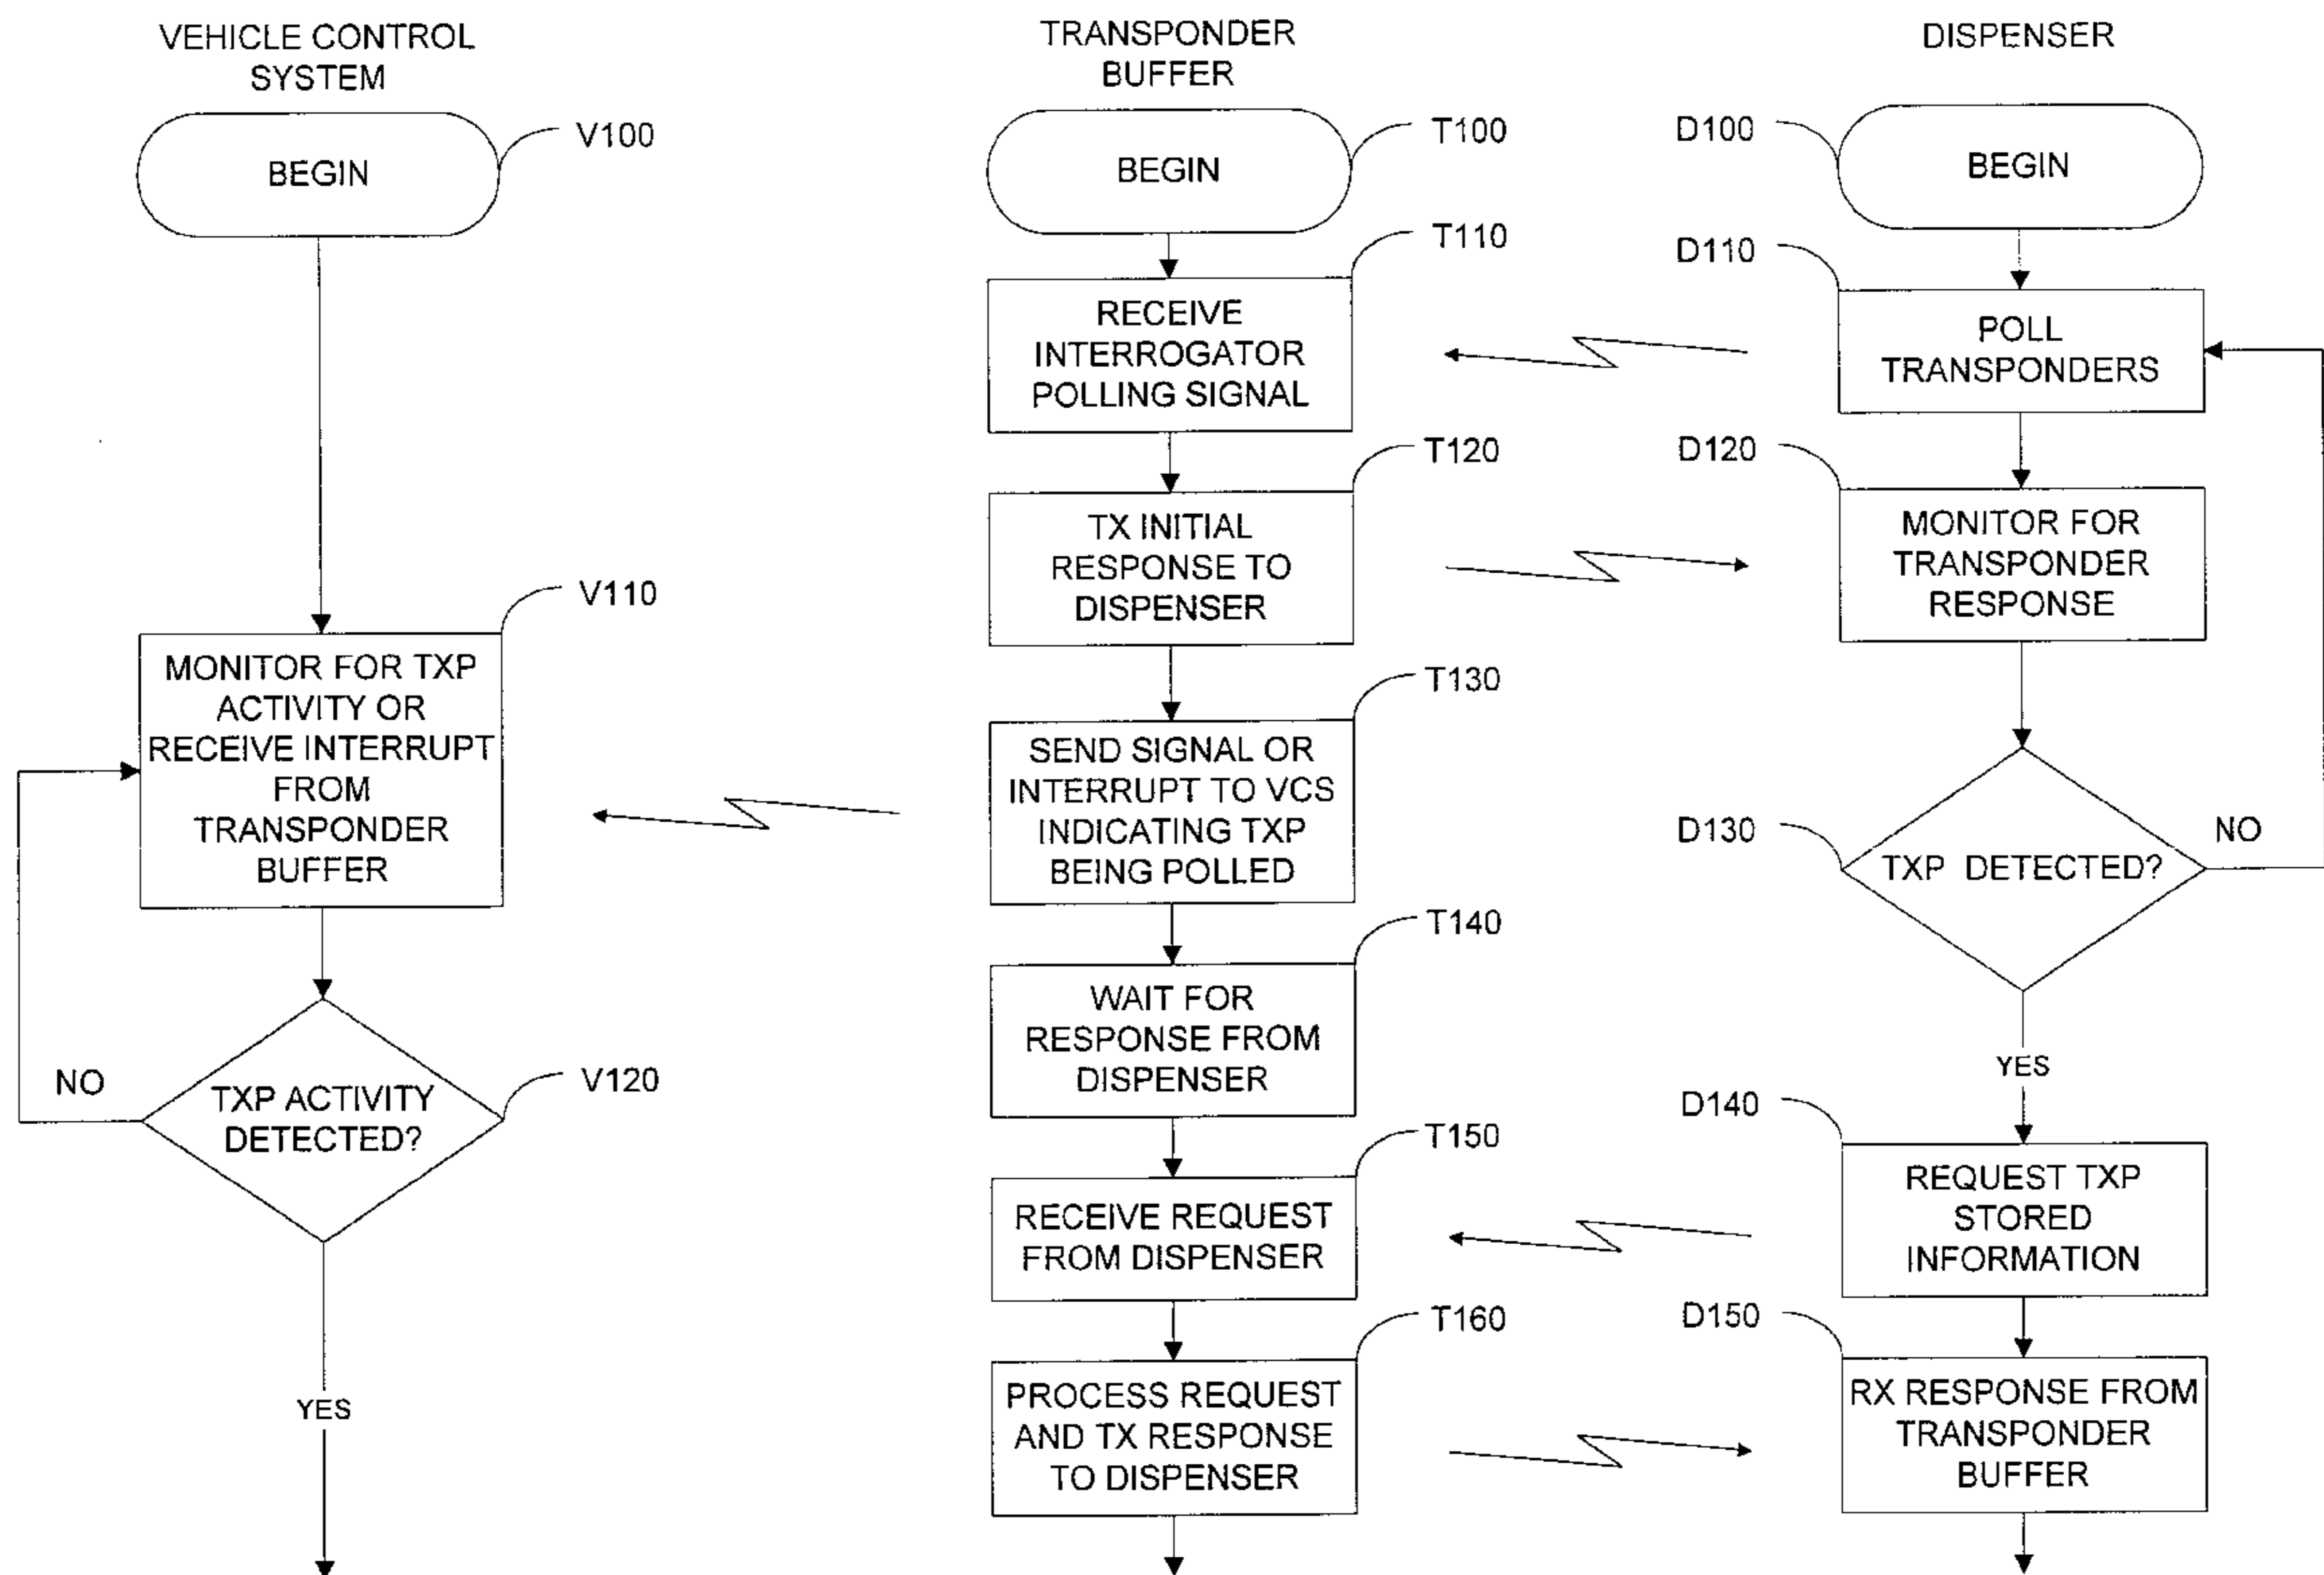 VEHICLE CONTROL
SYSTEM
BEGIN
V100
MONITOR FOR TXP
ACTIVITY OR
RECEIVE INTERRUPT
FROM
TRANSPONDER
BUFFER
V110
TXP ACTIVITY
DETECTED?
V120
NO
YES
TRANSPONDER
BUFFER
BEGIN
T100
RECEIVE
INTERROGATOR
POLLING SIGNAL
T110
TX INITIAL
RESPONSE TO
DISPENSER
T120
SEND SIGNAL OR
INTERRUPT TO VCS
INDICATING TXP
BEING POLLED
T130
WAIT FOR
RESPONSE FROM
DISPENSER
T140
RECEIVE REQUEST
FROM DISPENSER
T150
PROCESS REQUEST
AND TX RESPONSE
TO DISPENSER
T160
DISPENSER
D100
BEGIN
D110
POLL
TRANSPONDERS
D120
MONITOR FOR
TRANSPONDER
RESPONSE
D130
TXP DETECTED?
NO
YES
D140
REQUEST TXP
STORED
INFORMATION
D150
RX RESPONSE FROM
TRANSPONDER
BUFFER